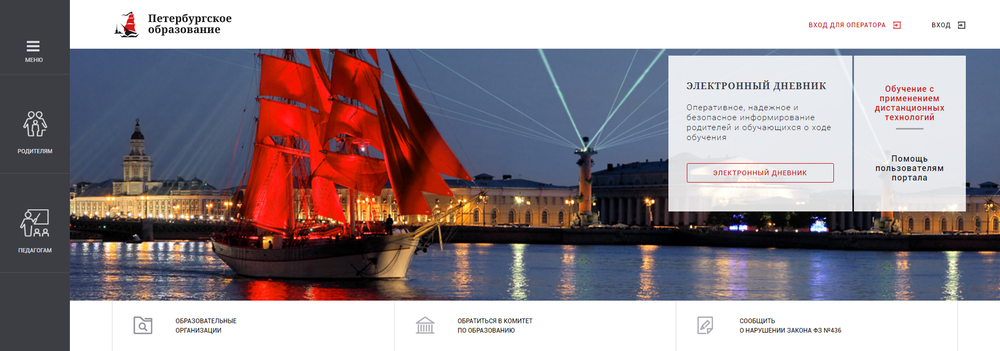 МЕНЮ
РОДИТЕЛЯМ
ПЕДАГОГАМ
Петербургское
образование
ВХОД ДЛЯ ОПЕРАТОРА
ВХОД
ЭЛЕКТРОННЫЙ ДНЕВНИК
Оперативное, надежное и
безопасное информирование
родителей и обучающихся о ходе
обучения
ЭЛЕКТРОННЫЙ ДНЕВНИК
Обучение с
применением
дистанционных
технологий
Помощь
пользователям
портала
ОБРАЗОВАТЕЛЬНЫЕ
ОРГАНИЗАЦИИ
ОБРАТИТЬСЯ В КОМИТЕТ
ПО ОБРАЗОВАНИЮ
СООБЩИТЬ
О НАРУШЕНИИ ЗАКОНА ФЗ №436